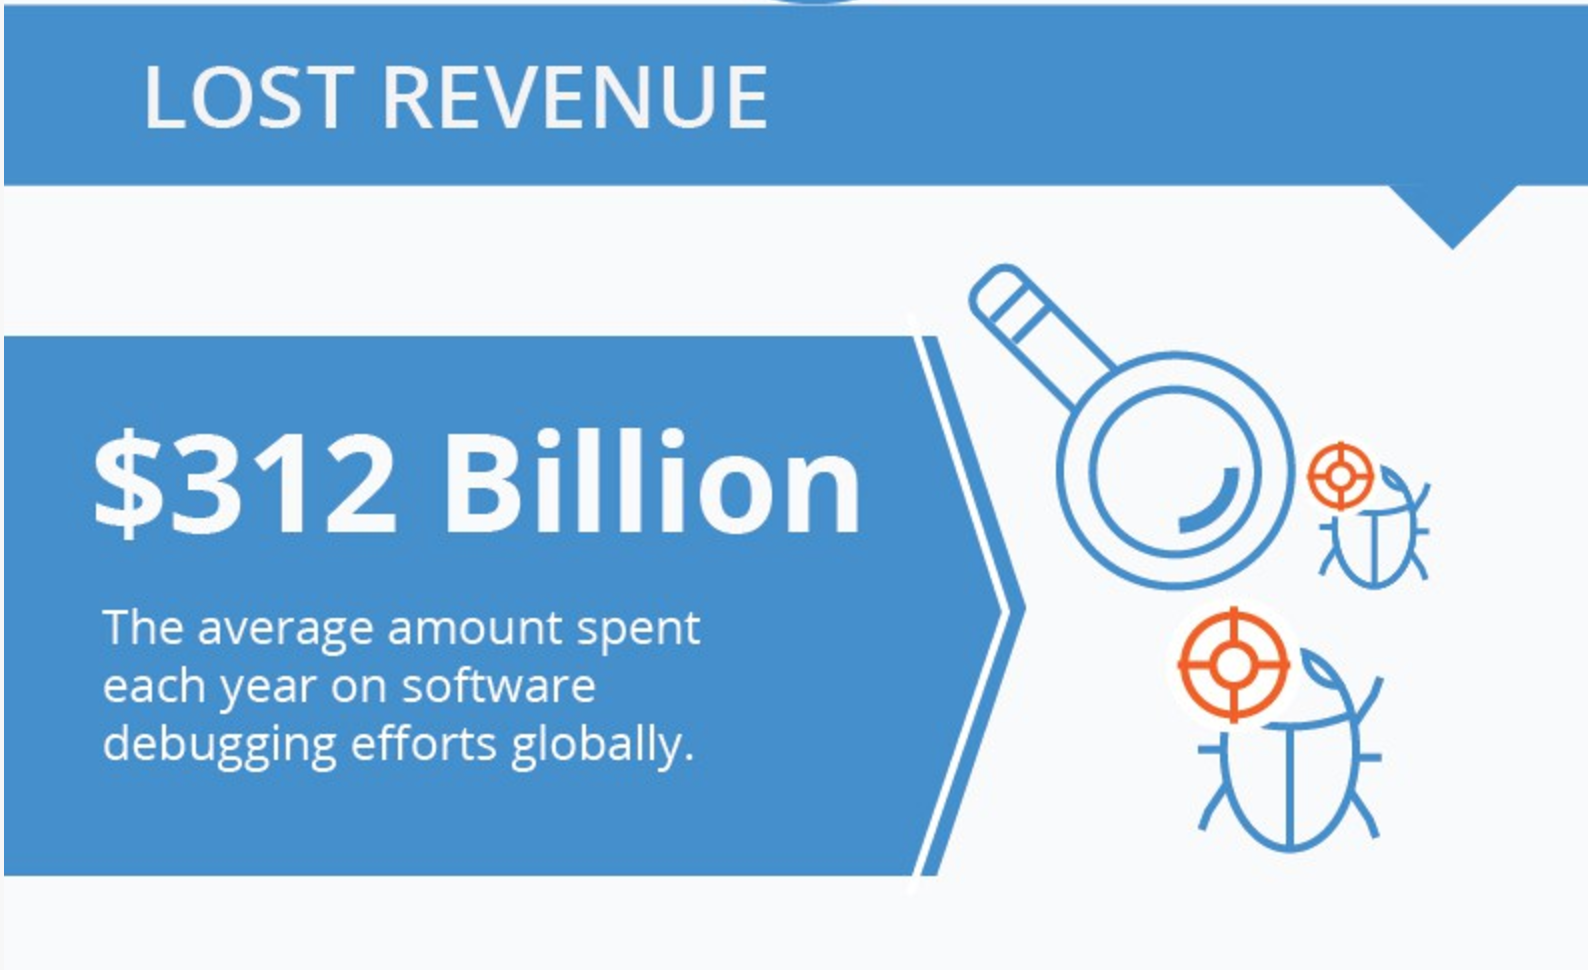 LOST REVENUE
$312 Billion
The average amount spent
each year on software
debugging efforts globally.